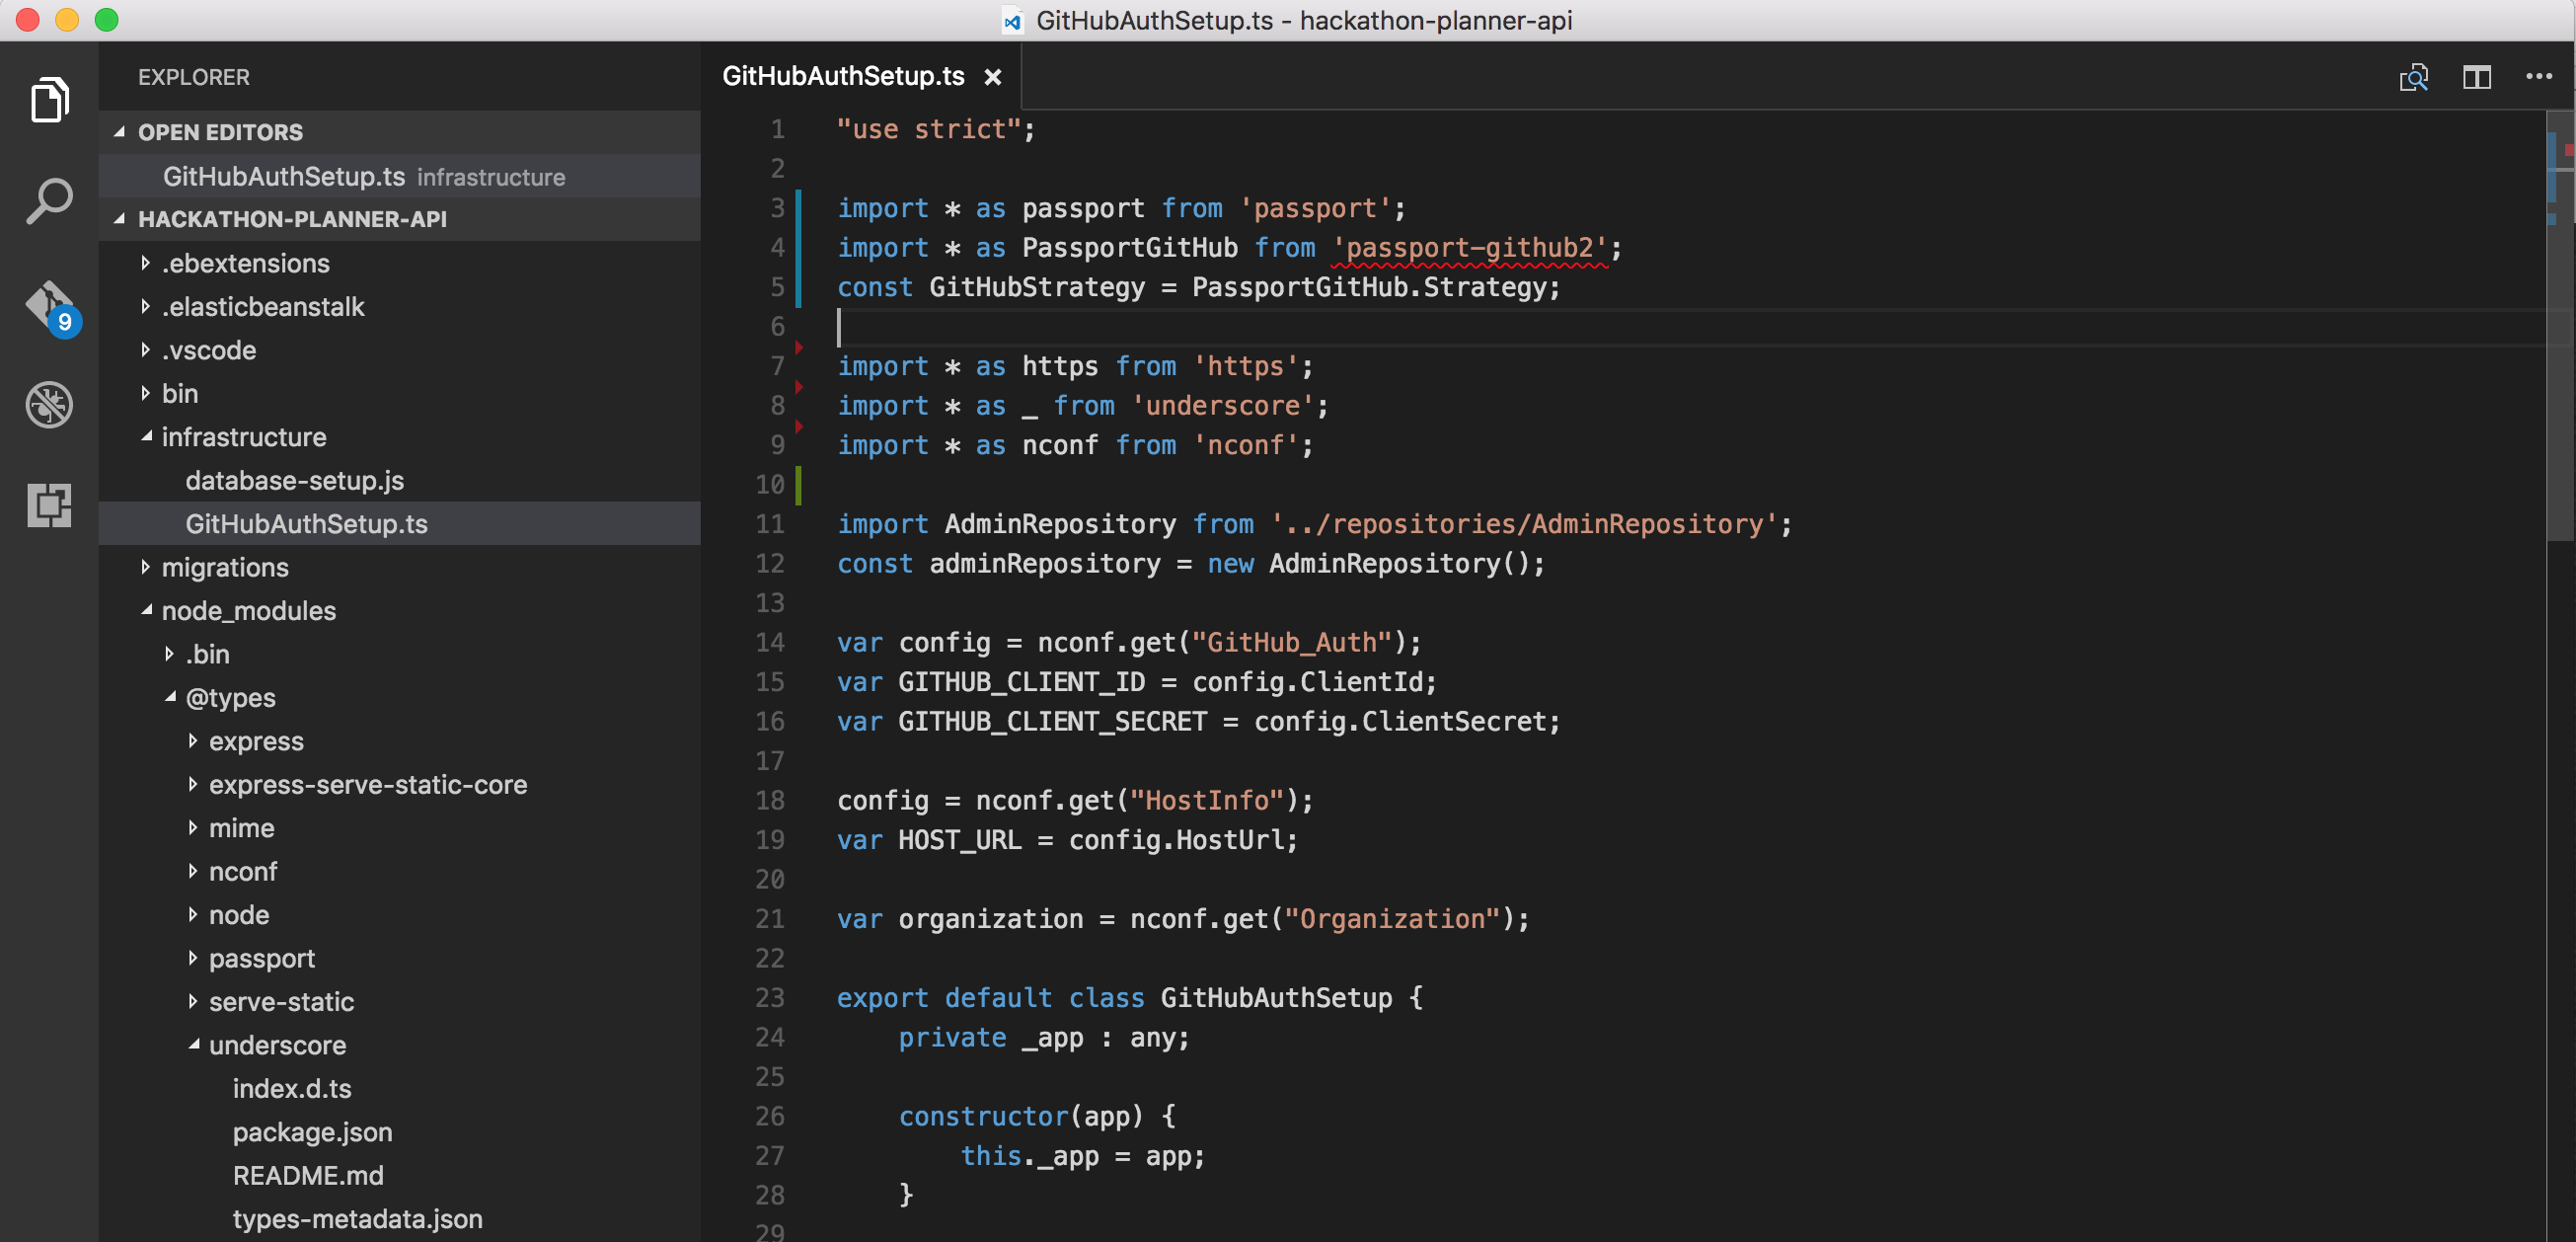 GitHubAuthSetup.ts - hackathon-planner-api
EXPLORER
OPEN EDITORS
GitHubAuthSetup.ts infrastructure
HACKATHON-PLANNER-API
.ebextensions
.elasticbeanstalk
.vscode
bin
infrastructure
database-setup.js
GitHubAuthSetup.ts
migrations
node_modules
.bin
@types
express
express-serve-static-core
mime
nconf
node
passport
serve-static
underscore
index.d.ts
package.json
README.md
types-metadata.json
9
GitHubAuthSetup.ts
1 "use strict";
2
3 import * as passport from 'passport';
4 import * as PassportGitHub from 'passport-github2';
5 const GitHubStrategy = PassportGitHub.Strategy;
6
7 import * as https from 'https';
8 import * as _ from 'underscore';
9 import * as nconf from 'nconf';
10
11 import AdminRepository from '../repositories/AdminRepository';
12 const adminRepository = new AdminRepository();
13
14 var config = nconf.get("GitHub_Auth");
15 var GITHUB_CLIENT_ID = config.ClientId;
16 var GITHUB_CLIENT_SECRET = config.ClientSecret;
17
18 config = nconf.get("HostInfo");
19 var HOST_URL = config.HostUrl;
20
21 var organization = nconf.get("Organization");
22
23 export default class GitHubAuthSetup {
24 private _app : any;
25
26 constructor(app) {
27 this._app = app;
28 }
29